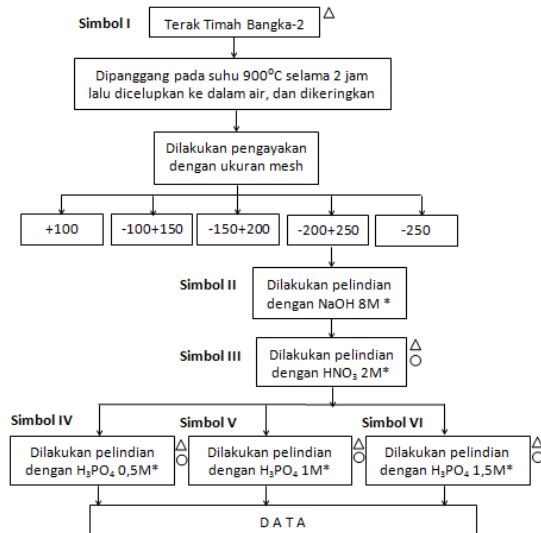 Simbol I
Terak Timah Bangka-2
Dipanggang pada suhu 900⁰C selama 2 jam
lalu dicelupkan ke dalam air, dan dikeringkan
Dilakukan pengayakan
dengan ukuran mesh
+100
-100+150
-150+200
-200+250
-250
Simbol II
Dilakukan pelindian
dengan NaOH 8M *
Simbol III
Dilakukan pelindian
dengan HNO₃ 2M*
Simbol IV
Dilakukan pelindian
dengan H₃PO₄ 0,5M*
Simbol V
Dilakukan pelindian
dengan H₃PO₄ 1M*
Simbol VI
Dilakukan pelindian
dengan H₃PO₄ 1,5M*
D A T A